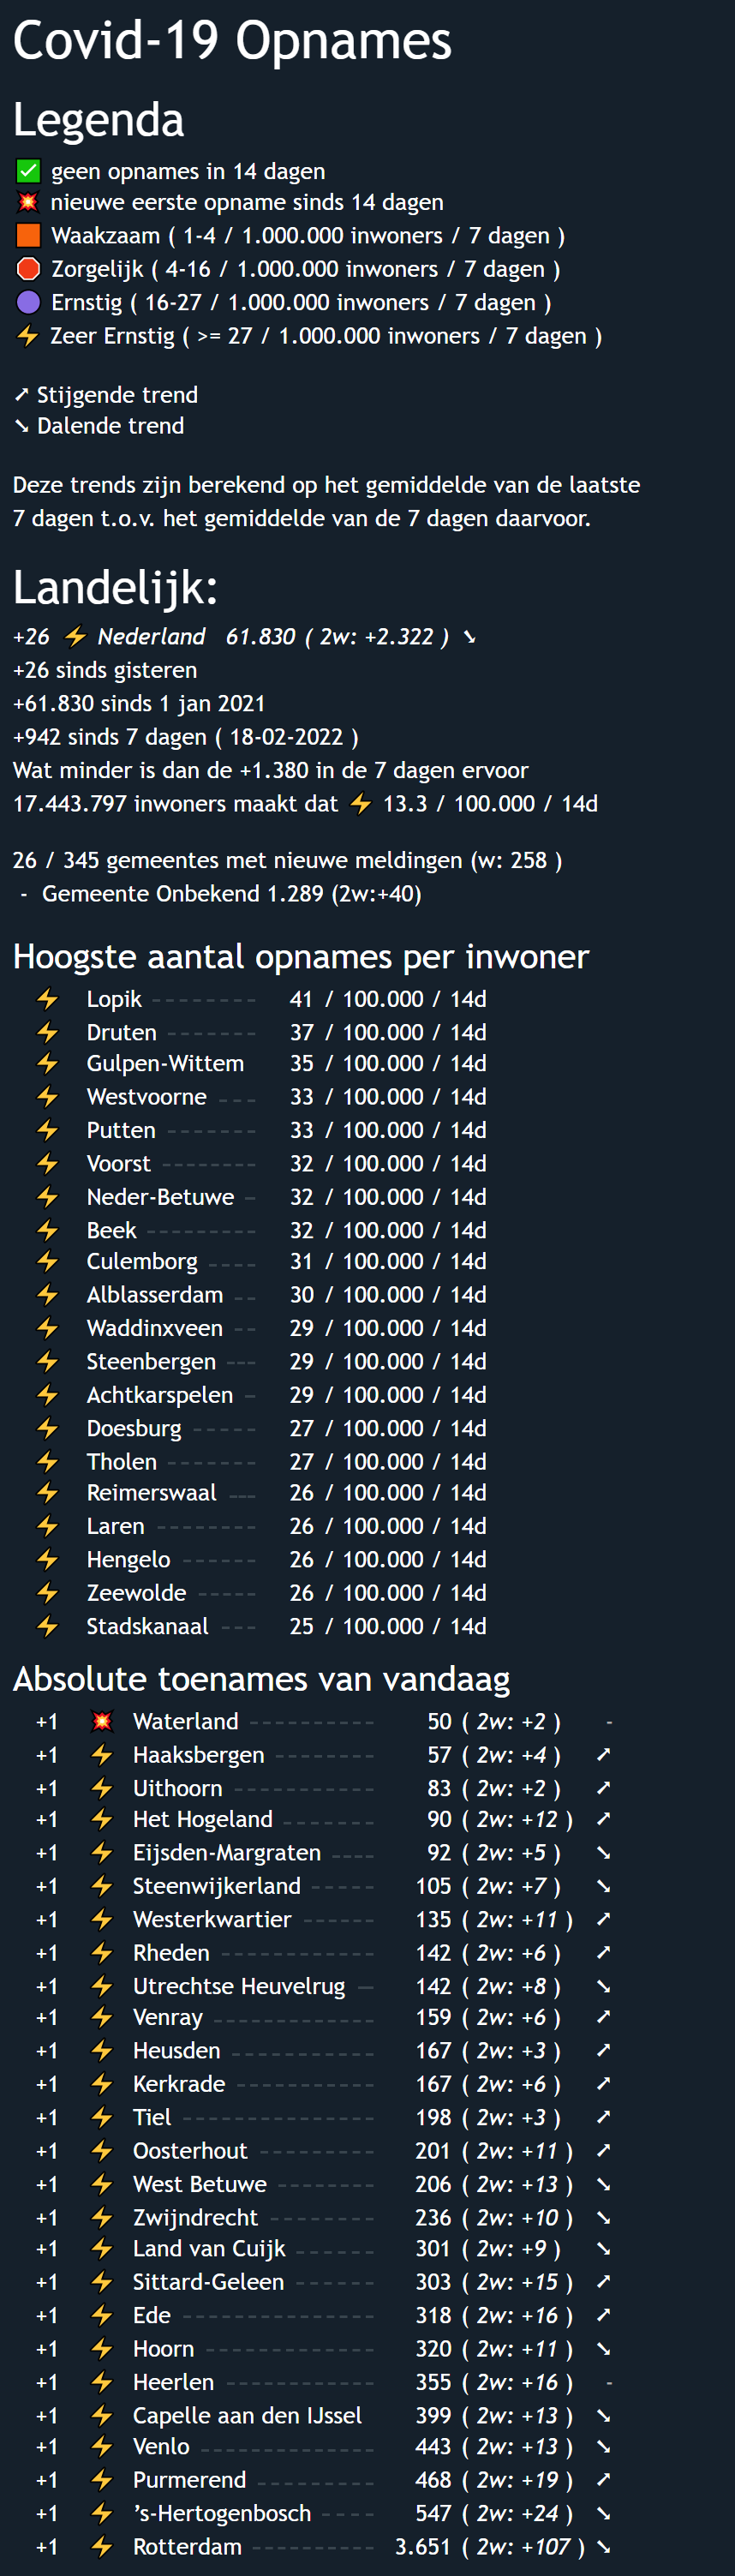 Covid-19 Opnames
Legenda
✅ geen opnames in 14 dagen
💥 nieuwe eerste opname sinds 14 dagen
🟧 Waakzaam ( 1-4 / 1.000.000 inwoners / 7 dagen )
🛑 Zorgelijk ( 4-16 / 1.000.000 inwoners / 7 dagen )
🟣 Ernstig ( 16-27 / 1.000.000 inwoners / 7 dagen )
⚡ Zeer Ernstig ( >= 27 / 1.000.000 inwoners / 7 dagen )
➚ Stijgende trend
➘ Dalende trend
Deze trends zijn berekend op het gemiddelde van de laatste
7 dagen t.o.v. het gemiddelde van de 7 dagen daarvoor.
Landelijk:
+26 ⚡ Nederland 61.830 ( 2w: +2.322 ) ➘
+26 sinds gisteren
+61.830 sinds 1 jan 2021
+942 sinds 7 dagen ( 18-02-2022 )
Wat minder is dan de +1.380 in de 7 dagen ervoor
17.443.797 inwoners maakt dat ⚡ 13.3 / 100.000 / 14d
26 / 345 gemeentes met nieuwe meldingen (w: 258 )
- Gemeente Onbekend 1.289 (2w:+40)
Hoogste aantal opnames per inwoner
⚡ Lopik 41 / 100.000 / 14d
⚡ Druten 37 / 100.000 / 14d
⚡ Gulpen-Wittem 35 / 100.000 / 14d
⚡ Westvoorne 33 / 100.000 / 14d
⚡ Putten 33 / 100.000 / 14d
⚡ Voorst 32 / 100.000 / 14d
⚡ Neder-Betuwe 32 / 100.000 / 14d
⚡ Beek 32 / 100.000 / 14d
⚡ Culemborg 31 / 100.000 / 14d
⚡ Alblasserdam 30 / 100.000 / 14d
⚡ Waddinxveen 29 / 100.000 / 14d
⚡ Steenbergen 29 / 100.000 / 14d
⚡ Achtkarspelen 29 / 100.000 / 14d
⚡ Doesburg 27 / 100.000 / 14d
⚡ Tholen 27 / 100.000 / 14d
⚡ Reimerswaal 26 / 100.000 / 14d
⚡ Laren 26 / 100.000 / 14d
⚡ Hengelo 26 / 100.000 / 14d
⚡ Zeewolde 26 / 100.000 / 14d
⚡ Stadskanaal 25 / 100.000 / 14d
Absolute toenames van vandaag
+1 💥 Waterland 50 ( 2w: +2 ) -
+1 ⚡ Haaksbergen 57 ( 2w: +4 ) ➚
+1 ⚡ Uithoorn 83 ( 2w: +2 ) ➚
+1 ⚡ Het Hogeland 90 ( 2w: +12 ) ➚
+1 ⚡ Eijsden-Margraten 92 ( 2w: +5 ) ➘
+1 ⚡ Steenwijkerland 105 ( 2w: +7 ) ➘
+1 ⚡ Westerkwartier 135 ( 2w: +11 ) ➚
+1 ⚡ Rheden 142 ( 2w: +6 ) ➚
+1 ⚡ Utrechtse Heuvelrug 142 ( 2w: +8 ) ➘
+1 ⚡ Venray 159 ( 2w: +6 ) ➚
+1 ⚡ Heusden 167 ( 2w: +3 ) ➚
+1 ⚡ Kerkrade 167 ( 2w: +6 ) ➚
+1 ⚡ Tiel 198 ( 2w: +3 ) ➚
+1 ⚡ Oosterhout 201 ( 2w: +11 ) ➚
+1 ⚡ West Betuwe 206 ( 2w: +13 ) ➘
+1 ⚡ Zwijndrecht 236 ( 2w: +10 ) ➘
+1 ⚡ Land van Cuijk 301 ( 2w: +9 ) ➘
+1 ⚡ Sittard-Geleen 303 ( 2w: +15 ) ➚
+1 ⚡ Ede 318 ( 2w: +16 ) ➚
+1 ⚡ Hoorn 320 ( 2w: +11 ) ➘
+1 ⚡ Heerlen 355 ( 2w: +16 ) -
+1 ⚡ Capelle aan den IJssel 399 ( 2w: +13 ) ➘
+1 ⚡ Venlo 443 ( 2w: +13 ) ➘
+1 ⚡ Purmerend 468 ( 2w: +19 ) ➚
+1 ⚡ ’s-Hertogenbosch 547 ( 2w: +24 ) ➘
+1 ⚡ Rotterdam 3.651 ( 2w: +107 ) ➘